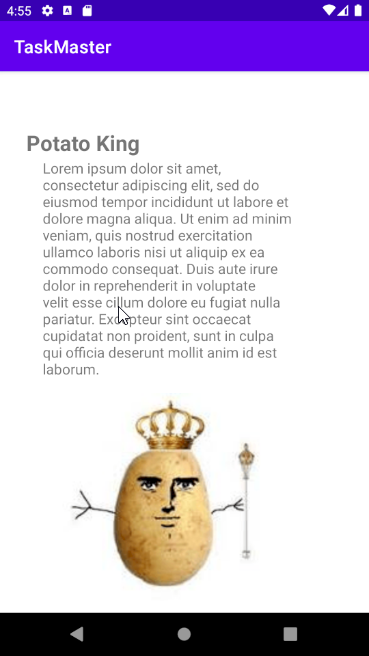 4:55
TaskMaster
Potato King
Lorem ipsum dolor sit amet,
consectetur adipiscing elit, sed do
eiusmod tempor incididunt ut labore et
dolore magna aliqua. Ut enim ad minim
veniam, quis nostrud exercitation
ullamco laboris nisi ut aliquip ex ea
commodo consequat. Duis aute irure
dolor in reprehenderit in voluptate
velit esse cillum dolore eu fugiat nulla
pariatur. Excepteur sint occaecat
cupidatat non proident, sunt in culpa
qui officia deserunt mollit anim id est
laborum.